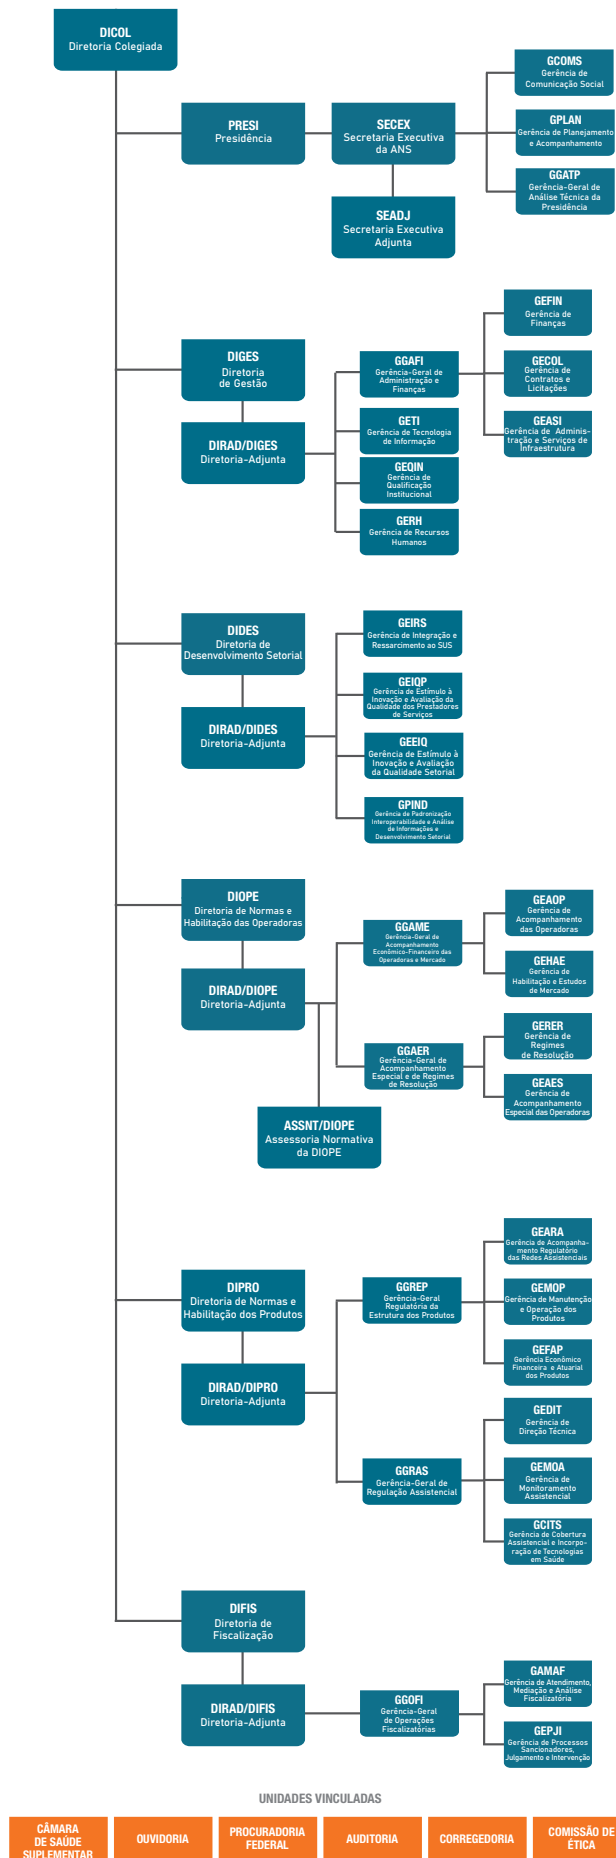 DICOL
Diretoria Colegiada
PRESI
Presidência
SECEX
Secretaria Executiva
da ANS
SEADJ
Secretaria Executiva
Adjunta
GCOMS
Gerência de
Comunicação Social
GPLAN
Gerência de Planejamento
e Acompanhamento
GGATP
Gerência-Geral de
Análise Técnica da
Presidência
DIGES
Diretoria
de Gestão
DIRAD/DIGES
Diretoria-Adjunta
GGAFI
Gerência-Geral de
Administração e
Finanças
GETI
Gerência de Tecnologia
de Informação
GEQIN
Gerência de
Qualificação
Institucional
GERH
Gerência de Recursos
Humanos
GEFIN
Gerência de
Finanças
GECOL
Gerência de
Contratos e
Licitações
GEASI
Gerência de Adminis-
tração e Serviços de
Infraestrutura
DIDES
Diretoria de
Desenvolvimento Setorial
DIRAD/DIDES
Diretoria-Adjunta
GEIRS
Gerência de Integração e
Ressarcimento ao SUS
GEIQP
Gerência de Estímulo à
Inovação e Avaliação da
Qualidade dos Prestadores
de Serviços
GEEIQ
Gerência de Estímulo à
Inovação e Avaliação
da Qualidade Setorial
GPIND
Gerência de Padronização
Interoperabilidade e Análise
de Informações e
Desenvolvimento Setorial
DIOPE
Diretoria de Normas e
Habilitação das Operadoras
DIRAD/DIOPE
Diretoria-Adjunta
ASSNT/DIOPE
Assessoria Normativa
da DIOPE
GGAME
Gerência-Geral de
Acompanhamento
Econômico-Financeiro das
Operadoras e Mercado
GGAER
Gerência-Geral de
Acompanhamento
Especial e de Regimes
de Resolução
GEAOP
Gerência de
Acompanhamento
das Operadoras
GEHAE
Gerência de
Habilitação e Estudos
de Mercado
GERER
Gerência de
Regimes
de Resolução
GEAES
Gerência de
Acompanhamento
Especial das Operadoras
DIPRO
Diretoria de Normas e
Habilitação dos Produtos
DIRAD/DIPRO
Diretoria-Adjunta
GGREP
Gerência-Geral
Regulatória da
Estrutura dos Produtos
GGRAS
Gerência-Geral de
Regulação Assistencial
GEARA
Gerência de Acompanha-
mento Regulatório
das Redes Assistenciais
GEMOP
Gerência de Manutenção
e Operação dos
Produtos
GEFAP
Gerência Econômico
Financeira e Atuarial
dos Produtos
GEDIT
Gerência de
Direção Técnica
GEMOA
Gerência de
Monitoramento
Assistencial
GCITS
Gerência de Cobertura
Assistencial e Incorpo-
ração de Tecnologias
em Saúde
DIFIS
Diretoria de
Fiscalização
DIRAD/DIFIS
Diretoria-Adjunta
GGOFI
Gerência-Geral
de Operações
Fiscalizatórias
GAMAF
Gerência de Atendimento,
Mediação e Análise
Fiscalizatória
GEPJI
Gerência de Processos
Sancionadores,
Julgamento e Intervenção
UNIDADES VINCULADAS
CÂMARA
DE SAÚDE
SUPLEMENTAR
OUVIDORIA
PROCURADORIA
FEDERAL
AUDITORIA
CORREGEDORIA
COMISSÃO DE
ÉTICA